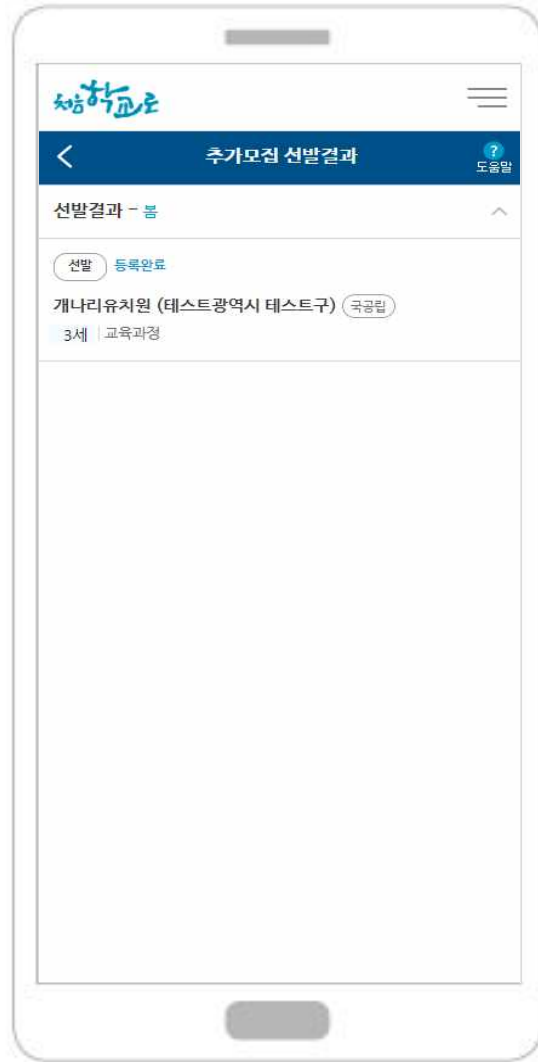 처음학교로
추가모집 선발결과
?
도움말
선발결과 - 봄
선발 등록완료
개나리유치원 (테스트광역시 테스트구) 국공립
3세 | 교육과정